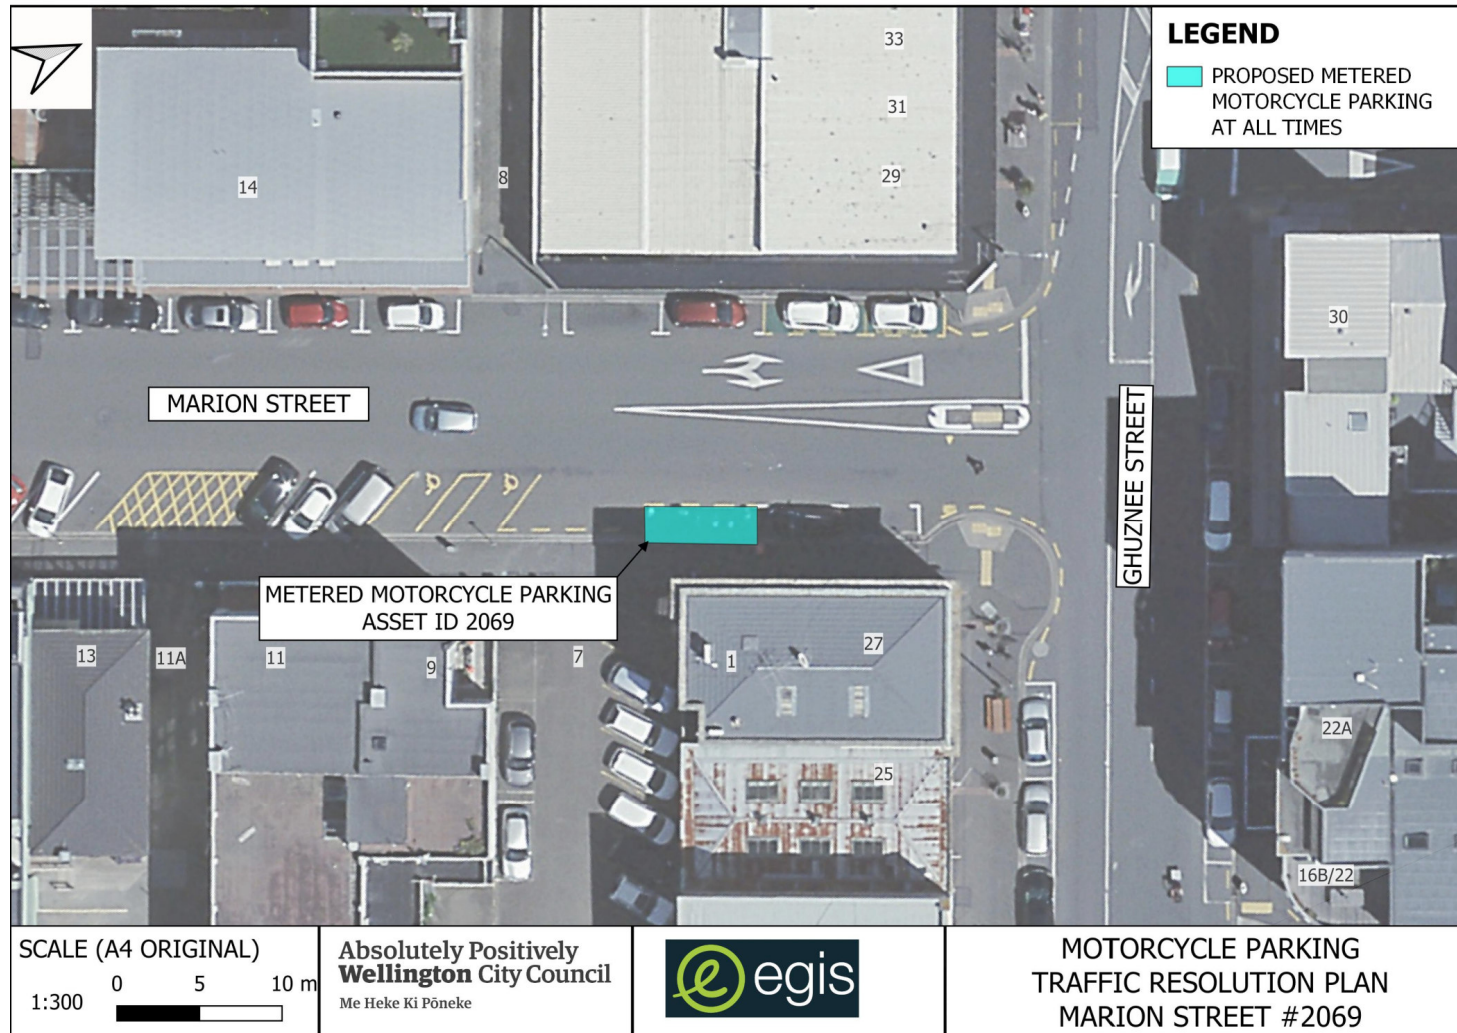 LEGEND
PROPOSED METERED
MOTORCYCLE PARKING
AT ALL TIMES
33
31
29
14
8
30
MARION STREET
GHUZNEE STREET
METERED MOTORCYCLE PARKING
ASSET ID 2069
13
11A
11
9
7
1
27
25
22A
16B/22
SCALE (A4 ORIGINAL)
0 5 10 m
1:300
Absolutely Positively
Wellington City Council
Me Heke Ki Pōneke
e egis
MOTORCYCLE PARKING
TRAFFIC RESOLUTION PLAN
MARION STREET #2069